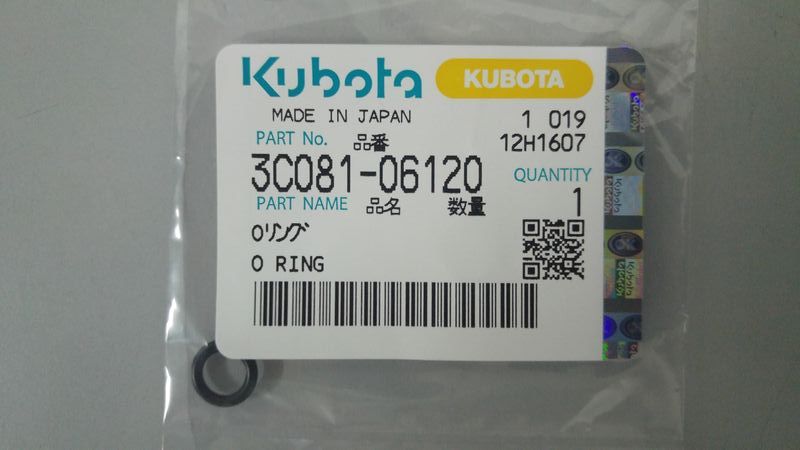 Kubota KUBOTA
MADE IN JAPAN 1 019
PART No. 品番 12H1607
3C081-06120 QUANTITY
PART NAME 品名 数量 1
Oリング
O RING